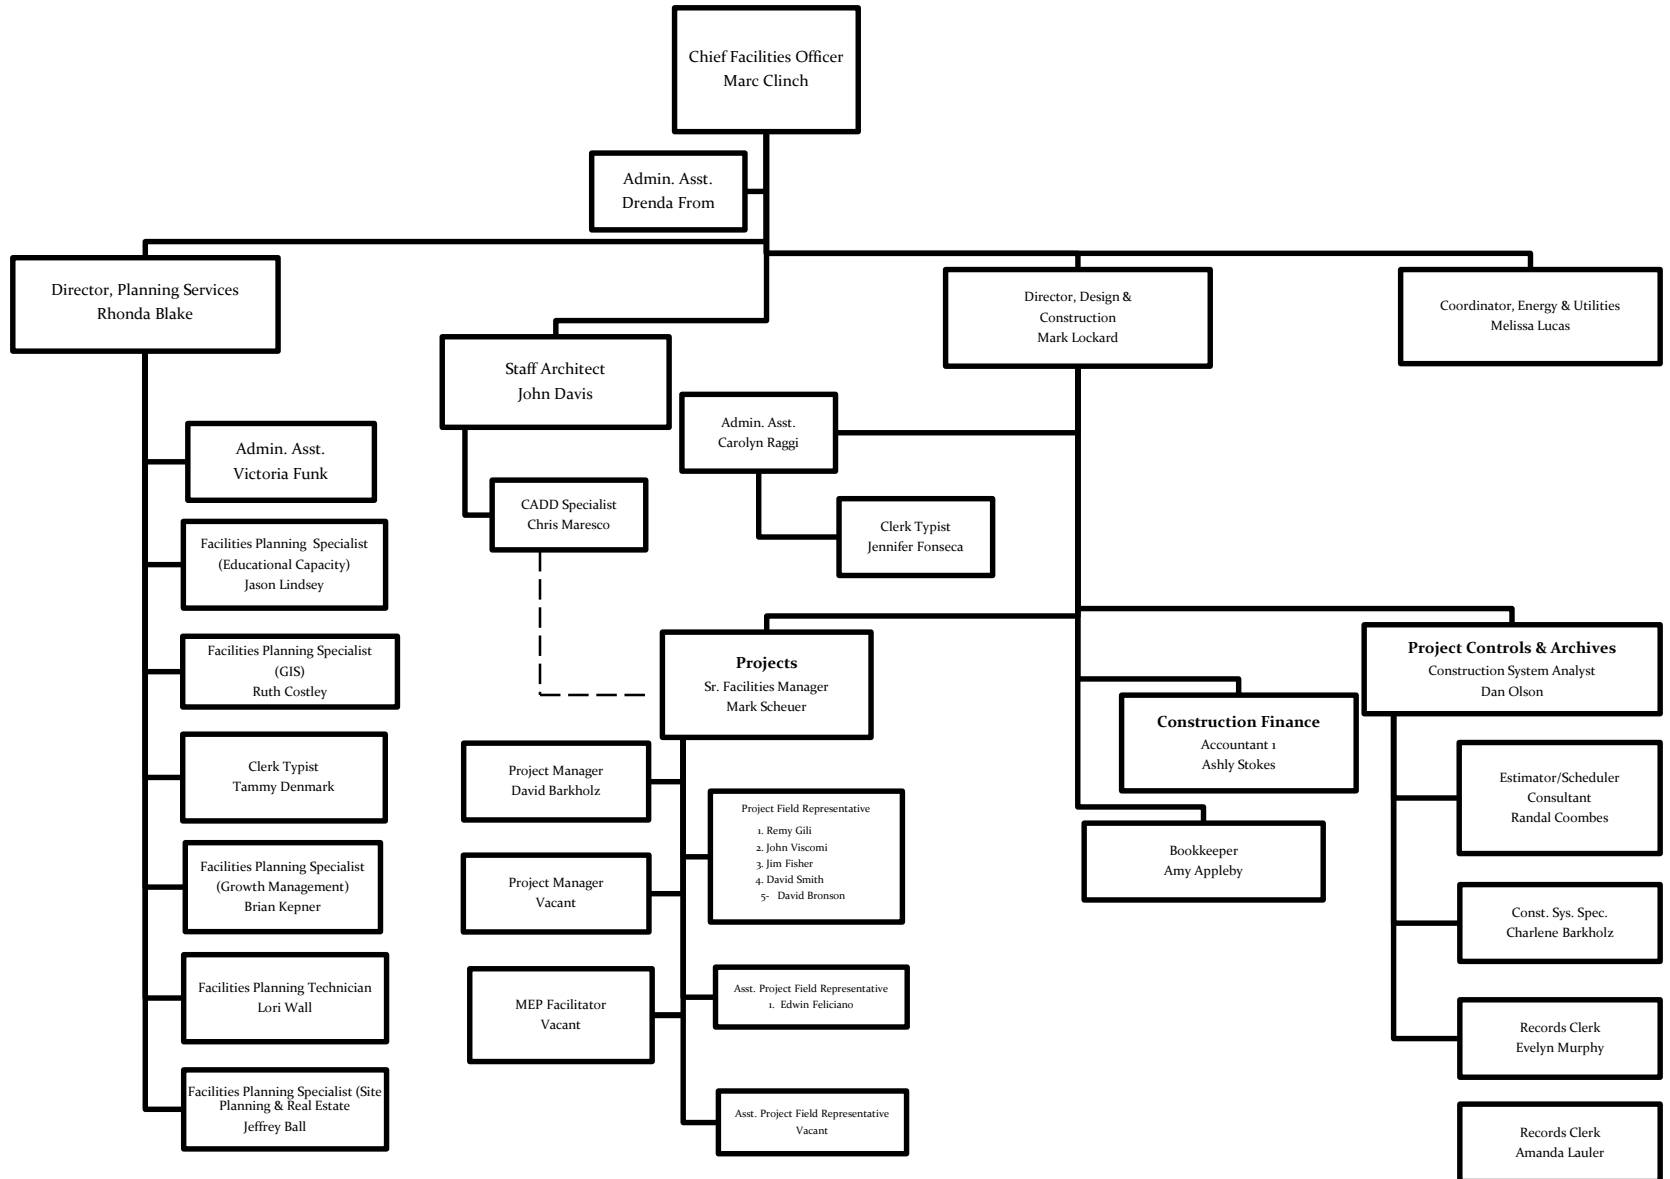 Chief Facilities Officer
Marc Clinch
Admin. Asst.
Drenda From
Director, Planning Services
Rhonda Blake
Staff Architect
John Davis
Director, Design &
Construction
Mark Lockard
Coordinator, Energy & Utilities
Melissa Lucas
Admin. Asst.
Victoria Funk
Facilities Planning Specialist
(Educational Capacity)
Jason Lindsey
Facilities Planning Specialist
(GIS)
Ruth Costley
Clerk Typist
Tammy Denmark
Facilities Planning Specialist
(Growth Management)
Brian Kepner
Facilities Planning Technician
Lori Wall
Facilities Planning Specialist (Site
Planning & Real Estate
Jeffrey Ball
CADD Specialist
Chris Maresco
Admin. Asst.
Carolyn Raggi
Clerk Typist
Jennifer Fonseca
Projects
Sr. Facilities Manager
Mark Scheuer
Project Manager
David Barkholz
Project Manager
Vacant
MEP Facilitator
Vacant
Project Field Representative
1. Remy Gili
2. John Viscomi
3. Jim Fisher
4. David Smith
5- David Bronson
Asst. Project Field Representative
1. Edwin Feliciano
Asst. Project Field Representative
Vacant
Construction Finance
Accountant 1
Ashly Stokes
Bookkeeper
Amy Appleby
Project Controls & Archives
Construction System Analyst
Dan Olson
Estimator/Scheduler
Consultant
Randal Coombes
Const. Sys. Spec.
Charlene Barkholz
Records Clerk
Evelyn Murphy
Records Clerk
Amanda Lauler